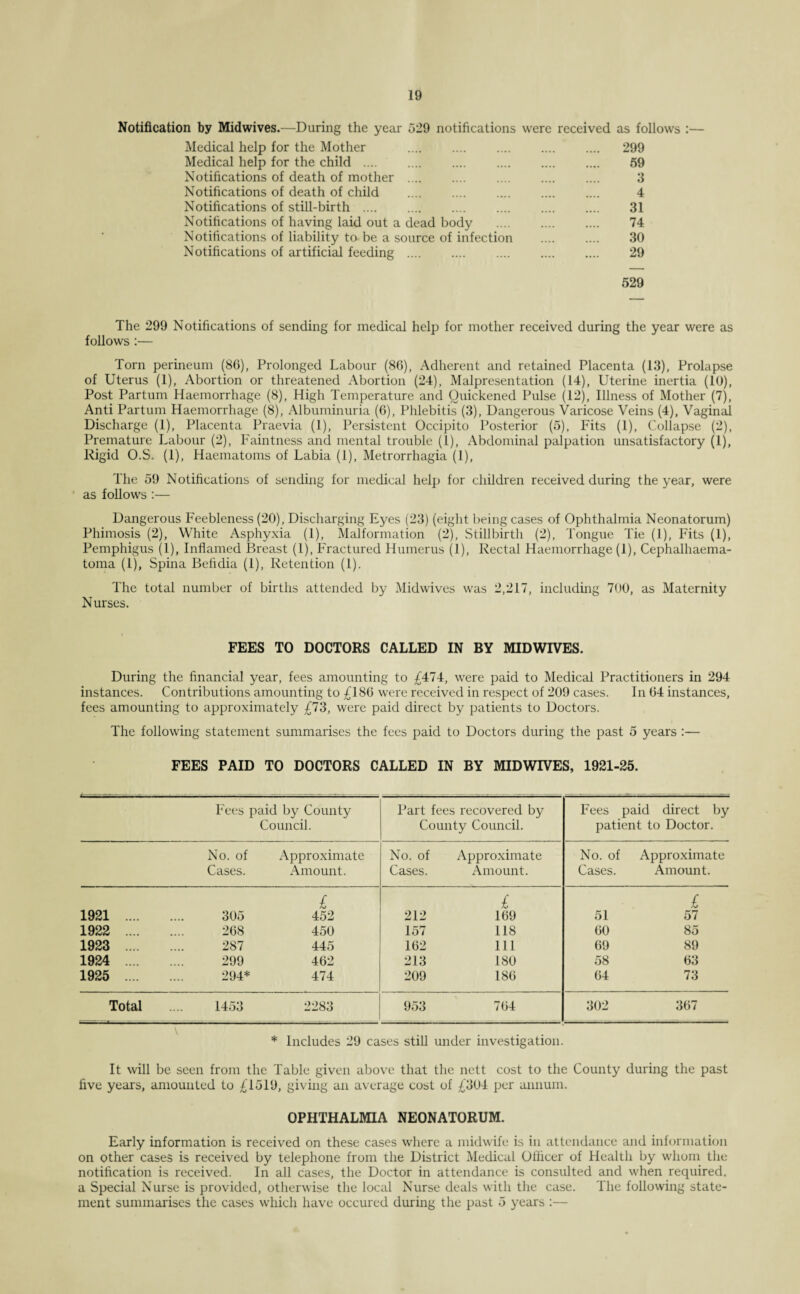 19
Notification by Midwives.—During the year 529 notifications were received as follows :—
Medical help for the Mother .... .... .... .... .... 299
Medical help for the child .... .... .... .... .... .... 59
Notifications of death of mother .... .... .... .... .... 3
Notifications of death of child .... .... .... .... .... 4
Notifications of still-birth .... .... .... .... .... .... 31
Notifications of having laid out a dead body .... .... .... 74
Notifications of liability to be a source of infection .... .... 30
Notifications of artificial feeding .... .... .... .... .... 29
529
The 299 Notifications of sending for medical help for mother received during the year were as
follows :—
Torn perineum (86), Prolonged Labour (86), Adherent and retained Placenta (13), Prolapse
of Uterus (1), Abortion or threatened Abortion (24), Malpresentation (14), Uterine inertia (10),
Post Partum Haemorrhage (8), High Temperature and Quickened Pulse (12), Illness of Mother (7),
Anti Partum Haemorrhage (8), Albuminuria (6), Phlebitis (3), Dangerous Varicose Veins (4), Vaginal
Discharge (1), Placenta Praevia (1), Persistent Occipito Posterior (5), Fits (1), Collapse (2),
Premature Labour (2), Faintness and mental trouble (1), Abdominal palpation unsatisfactory (1),
Rigid O.S. (1), Haematoms of Labia (1), Metrorrhagia (1),
The 59 Notifications of sending for medical help for children received during the year, were
as follows :—
Dangerous Feebleness (20), Discharging Eyes (23) (eight being cases of Ophthalmia Neonatorum)
Phimosis (2), White Asphyxia (1), Malformation (2), Stillbirth (2), Tongue Tie (1), Fits (1),
Pemphigus (1), Inflamed Breast (1), Fractured Humerus (1), Rectal Haemorrhage (1), Cephalhaema-
toma (1), Spina Befidia (1), Retention (1).
The total number of births attended by Midwives was 2,217, including 700, as Maternity
Nurses.
FEES TO DOCTORS CALLED IN BY MIDWIVES.
During the financial year, fees amounting to £474, were paid to Medical Practitioners in 294
instances. Contributions amounting to £186 were received in respect of 209 cases. In 64 instances,
fees amounting to approximately £73, were paid direct by patients to Doctors.
The following statement summarises the fees paid to Doctors during the past 5 years :—
FEES PAID TO DOCTORS CALLED IN BY MIDWIVES, 1921-25.
Fees paid by County Part fees recovered by Fees paid direct by
Council. County Council. patient to Doctor.
No. of Approximate No. of Approximate No. of Approximate
Cases. Amount. Cases. Amount. Cases. Amount.
£ £ £
1921 .... .... 305 452 212 169 51 57
1922 .... .... 268 450 157 118 60 85
1923 .... .... 287 445 162 111 69 89
1924 .... .... 299 462 213 180 58 63
1925 .... .... 294* 474 209 186 64 73
Total .... 1453 2283 953 764 302 367
* Includes 29 cases still under investigation.
It will be seen from the Table given above that the nett cost to the County during the past
five years, amounted to £1519, giving an average cost of £304 per annum.
OPHTHALMIA NEONATORUM.
Early information is received on these cases where a midwife is in attendance and information
on other cases is received by telephone from the District Medical Officer of Health by whom the
notification is received. In all cases, the Doctor in attendance is consulted and when required,
a Special Nurse is provided, otherwise the local Nurse deals with the case. The following state-
ment summarises the cases which have occured during the past 5 years :—